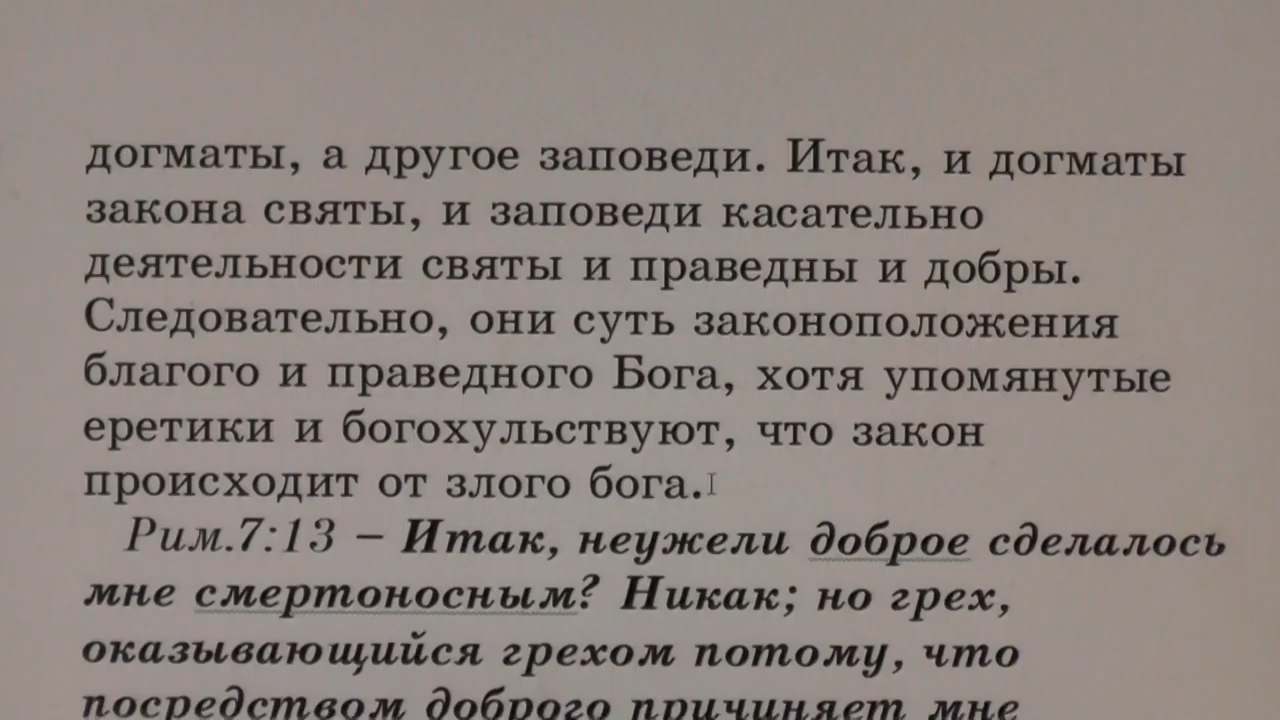 догматы, а другое заповеди. Итак, и догматы
закона святы, и заповеди касательно
деятельности святы и праведны и добры.
Следовательно, они суть законоположения
благого и праведного Бога, хотя упомянутые
еретики и богохульствуют, что закон
происходит от злого бога.
Рим.7:13 – Итак, неужели доброе сделалось
мне смертоносным? Никак; но грех,
оказывающийся грехом потому, что
посредством доброго причиняет мне